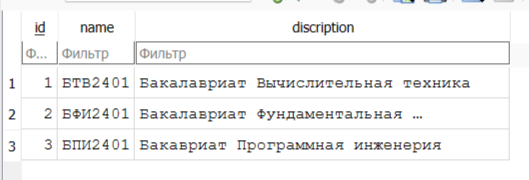 id name discription
Ф... Фильтр Фильтр
1 1 БТВ2401 Бакалавриат Вычислительная техника
2 2 БФИ2401 Бакалавриат Фундаментальная …
3 3 БПИ2401 Бакавриат Программная инженерия